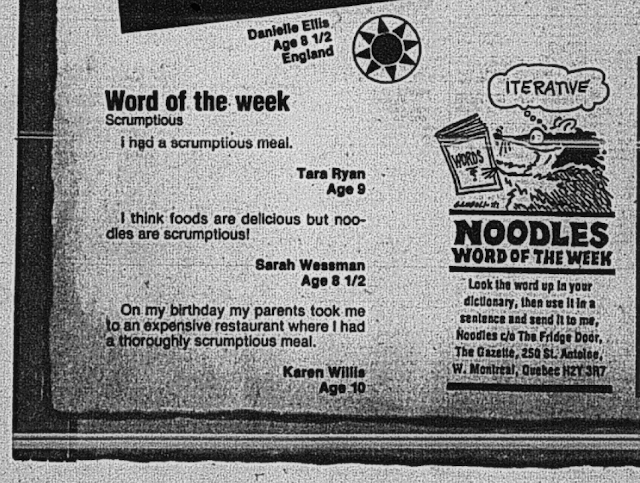 Danielle Ellis
Age 8 1/2
England
Word of the week
Scrumptious
I had a scrumptious meal.
Tara Ryan
Age 9
I think foods are delicious but noo-
dles are scrumptious!
Sarah Wessman
Age 8 1/2
On my birthday my parents took me
to an expensive restaurant where I had
a thoroughly scrumptious meal.
Karen Willis
Age 10
ITERATIVE
WORDS
NOODLES
WORD OF THE WEEK
Look the word up in your
dictionary, then use it in a
sentence and send it to me,
Noodles c/o The Fridge Door,
The Gazette, 250 St. Antoine,
W. Montreal, Quebec H2Y 3R7